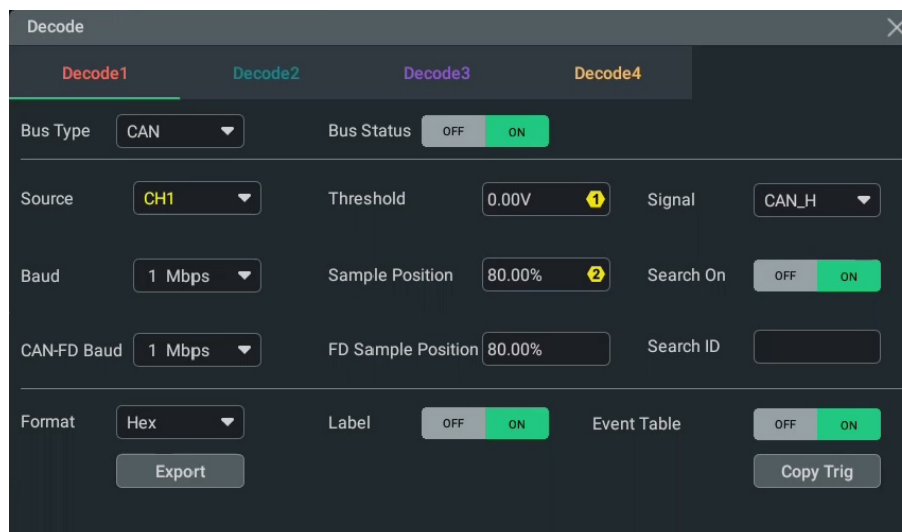 Decode
Decode1 Decode2 Decode3 Decode4
Bus Type CAN Bus Status OFF ON
Source CH1 Threshold 0.00V 1 Signal CAN_H
Baud 1 Mbps Sample Position 80.00% 2 Search On OFF ON
CAN-FD Baud 1 Mbps FD Sample Position 80.00% Search ID
Format Hex Label OFF ON Event Table OFF ON
Export Copy Trig